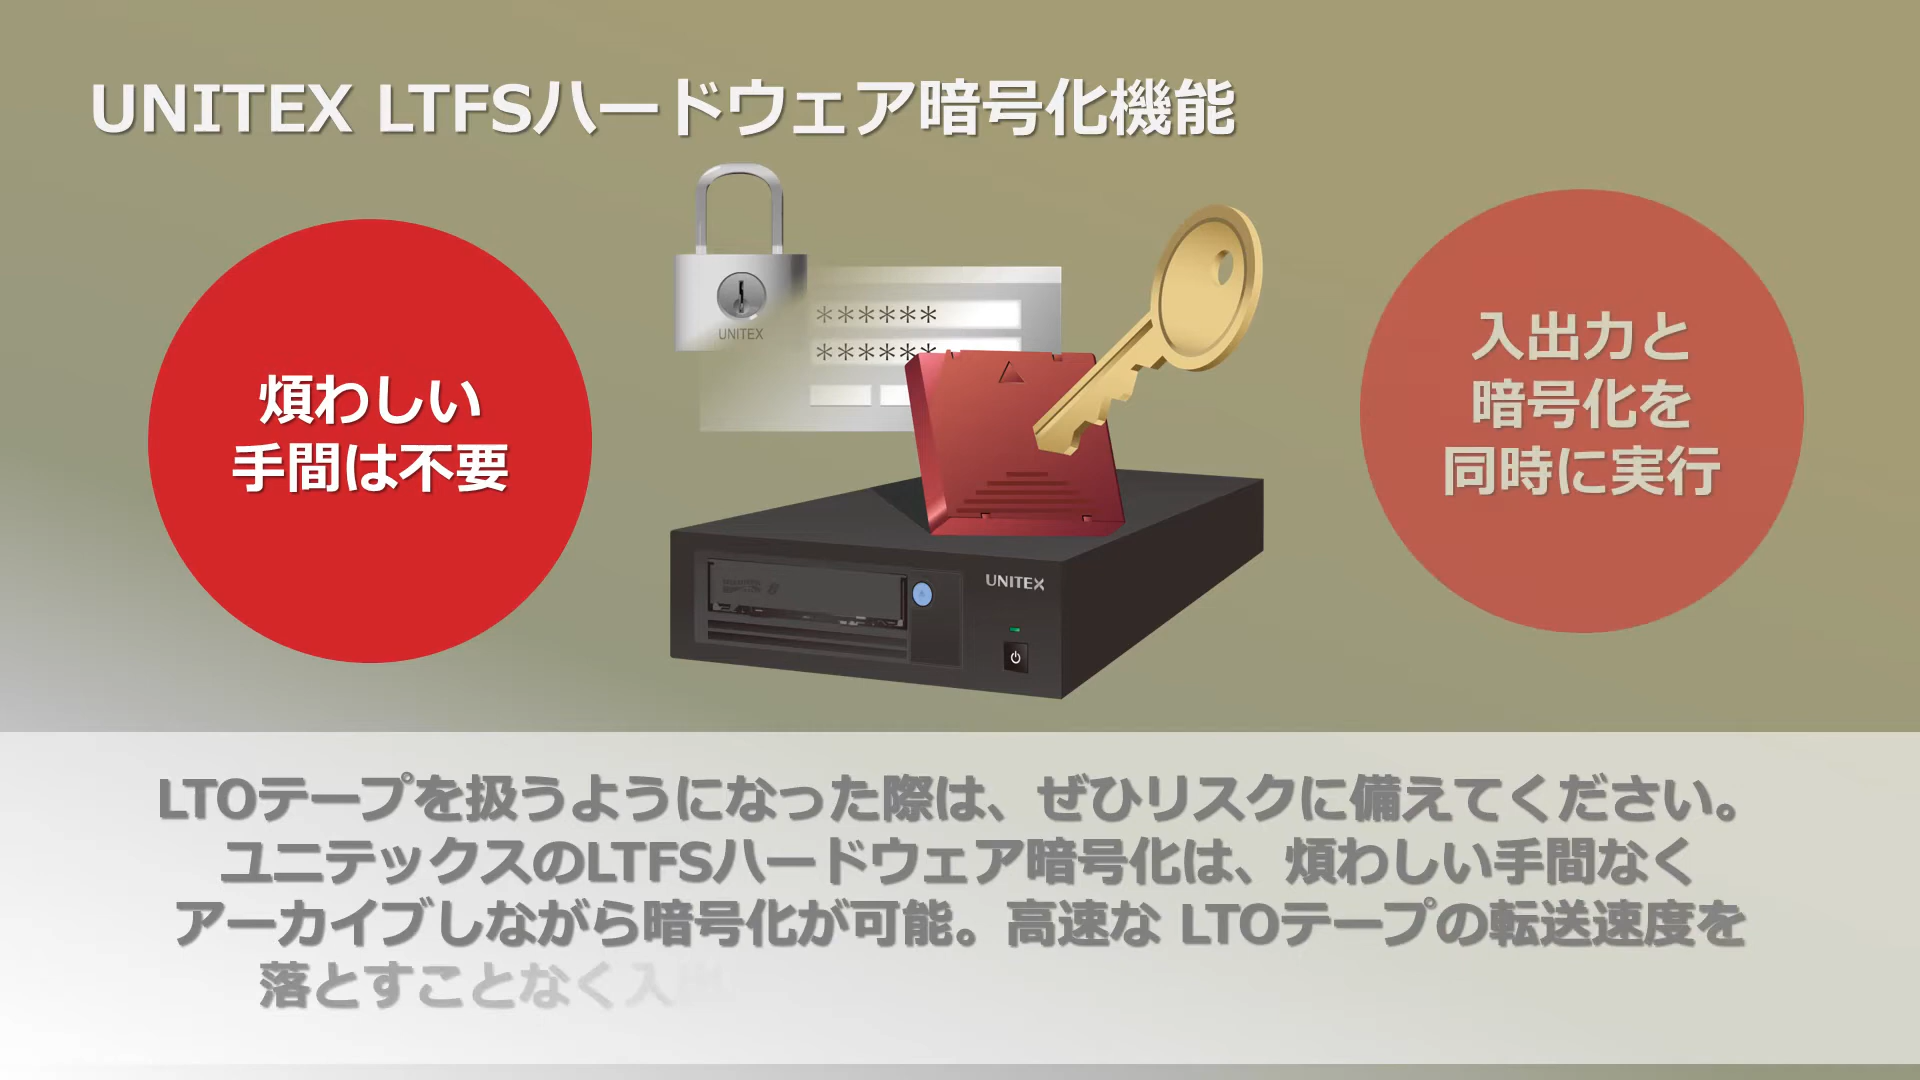 UNITEX LTFSハードウェア暗号化機能
煩わしい
手間は不要
UNITEX
******
******
UNITEX
入出力と
暗号化を
同時に実行
LTOテープを扱うようになった際は、ぜひリスクに備えてください。
ユニテックスのLTFSハードウェア暗号化は、煩わしい手間なく
アーカイブしながら暗号化が可能。高速な LTOテープの転送速度を
落とすことなく入出